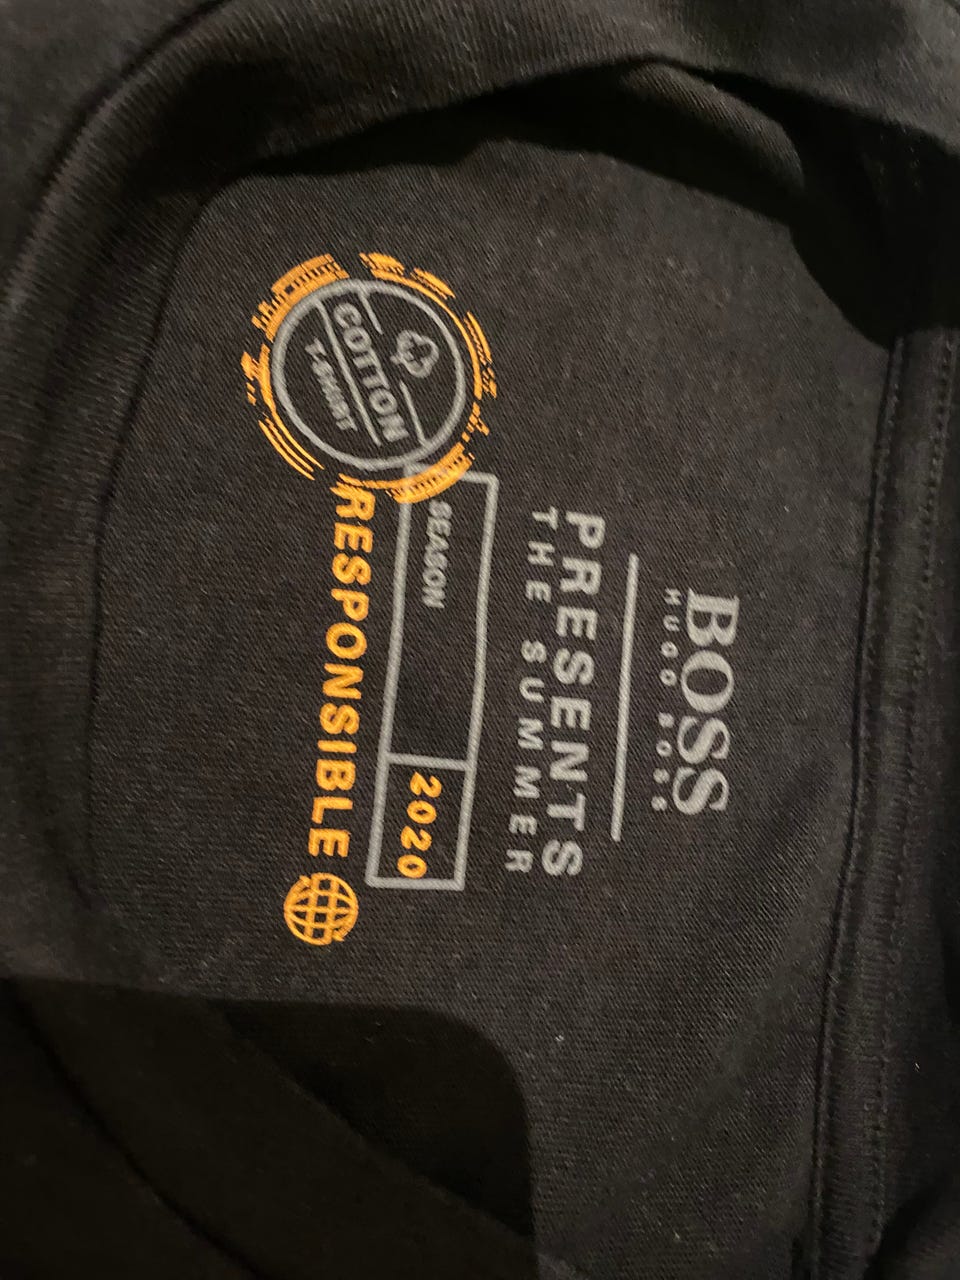 BOSS
HUGO BOSS
PRESENTS
THE SUMMER
SEASON 2020
COTTON
T-SHIRT
RESPONSIBLE